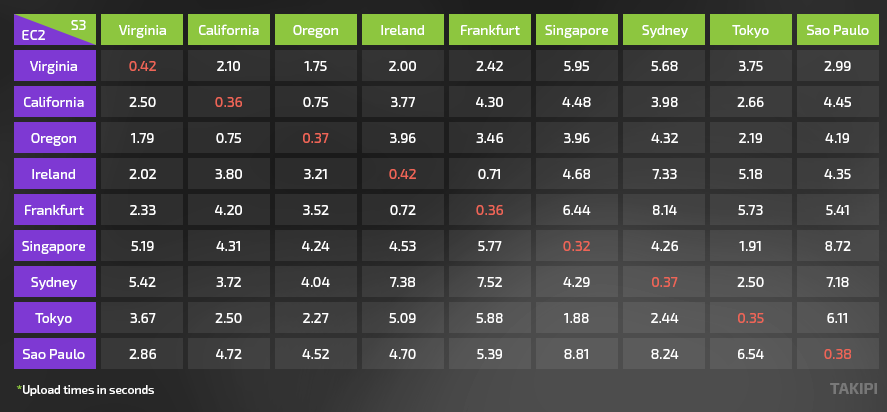 S3 Virginia California Oregon Ireland Frankfurt Singapore Sydney Tokyo Sao Paulo
EC2
Virginia 0.42 2.10 1.75 2.00 2.42 5.95 5.68 3.75 2.99
California 2.50 0.36 0.75 3.77 4.30 4.48 3.98 2.66 4.45
Oregon 1.79 0.75 0.37 3.96 3.46 3.96 4.32 2.19 4.19
Ireland 2.02 3.80 3.21 0.42 0.71 4.68 7.33 5.18 4.35
Frankfurt 2.33 4.20 3.52 0.72 0.36 6.44 8.14 5.73 5.41
Singapore 5.19 4.31 4.24 4.53 5.77 0.32 4.26 1.91 8.72
Sydney 5.42 3.72 4.04 7.38 7.52 4.29 0.37 2.50 7.18
Tokyo 3.67 2.50 2.27 5.09 5.88 1.88 2.44 0.35 6.11
Sao Paulo 2.86 4.72 4.52 4.70 5.39 8.81 8.24 6.54 0.38
*Upload times in seconds
TAKIPI